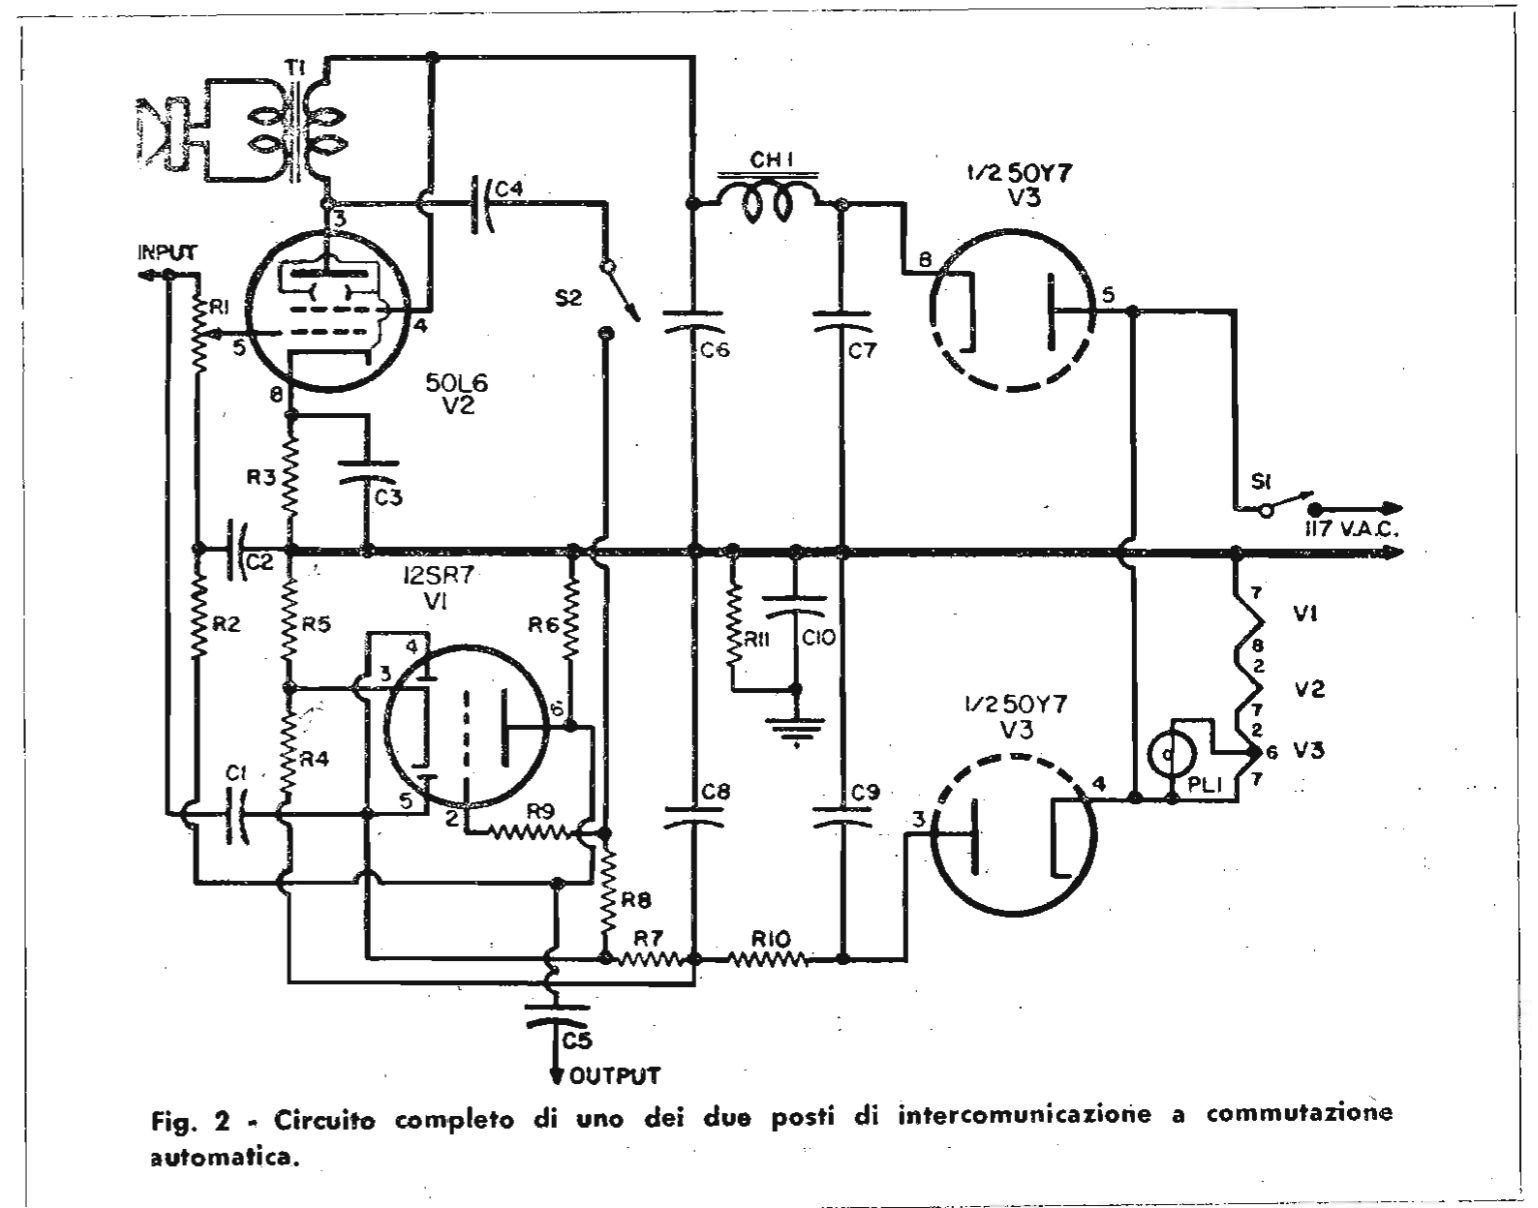 T1
CH1
1/2 50Y7
V3
C4
3
INPUT
8
5
S2
R1
4
5
C6
C7
50L6
V2
8
R3
C3
S1
117 V.A.C.
C2
12SR7
V1
7
V1
R2
R5
R6
R11
C10
4
8
2
3
V2
6
1/2 50Y7
V3
7
2
6
V3
R4
C1
4
PL1
7
5
C8
C9
2
R9
3
R8
R7
R10
C5
OUTPUT
Fig. 2 - Circuito completo di uno dei due posti di intercomunicazione a commutazione
automatica.